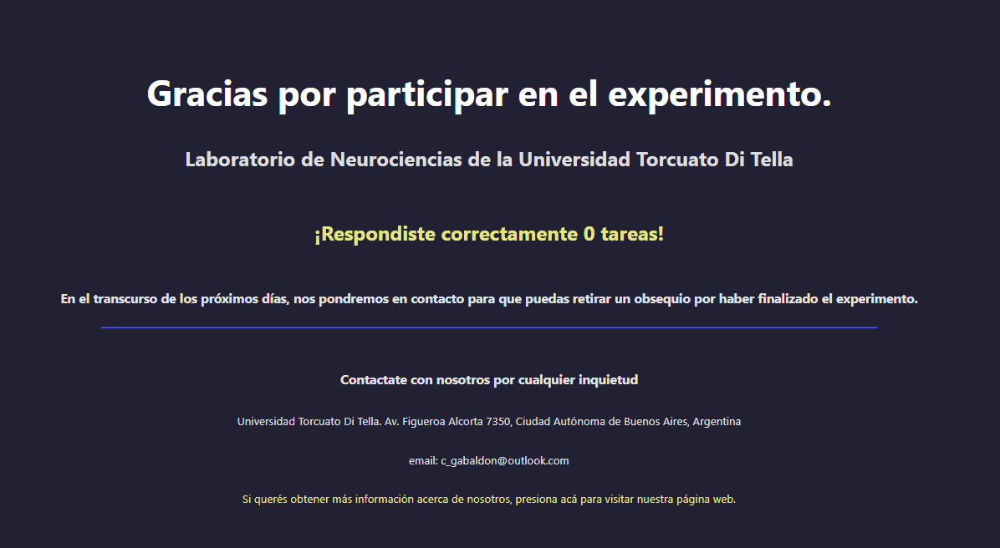 Gracias por participar en el experimento.
Laboratorio de Neurociencias de la Universidad Torcuato Di Tella
¡Respondiste correctamente 0 tareas!
En el transcurso de los próximos días, nos pondremos en contacto para que puedas retirar un obsequio por haber finalizado el experimento.
Contactate con nosotros por cualquier inquietud
Universidad Torcuato Di Tella. Av. Figueroa Alcorta 7350, Ciudad Autónoma de Buenos Aires, Argentina
email: c_gabaldon@outlook.com
Si querés obtener más información acerca de nosotros, presiona acá para visitar nuestra página web.